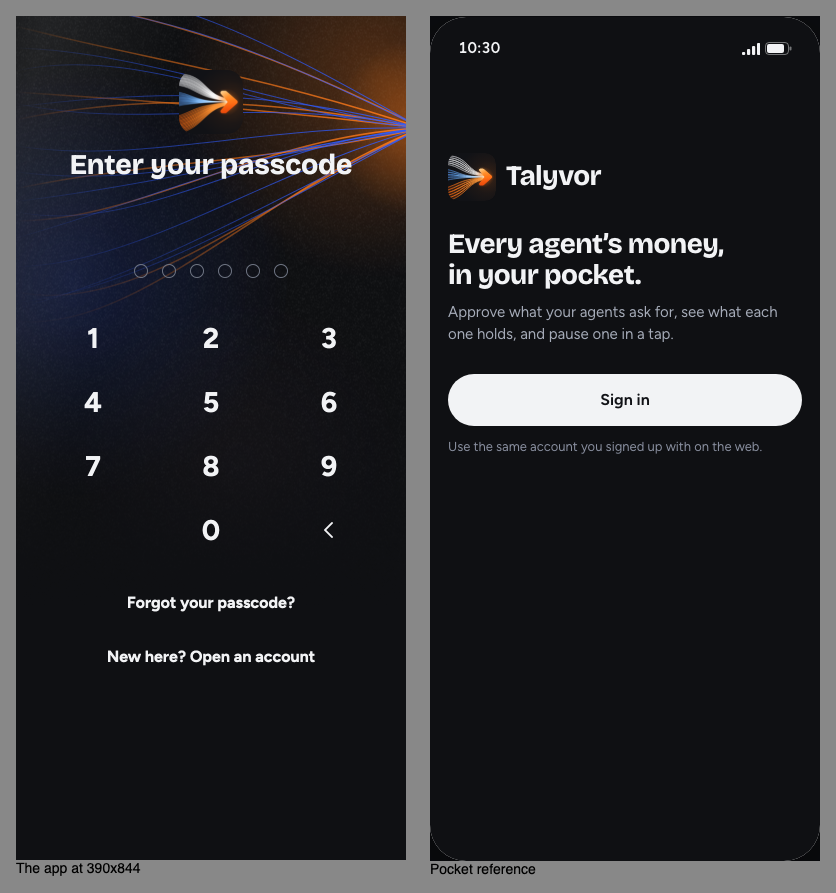 Enter your passcode
1 2 3
4 5 6
7 8 9
0
Forgot your passcode?
New here? Open an account
The app at 390x844
10:30
Talyvor
Every agent’s money,
in your pocket.
Approve what your agents ask for, see what each
one holds, and pause one in a tap.
Sign in
Use the same account you signed up with on the web.
Pocket reference